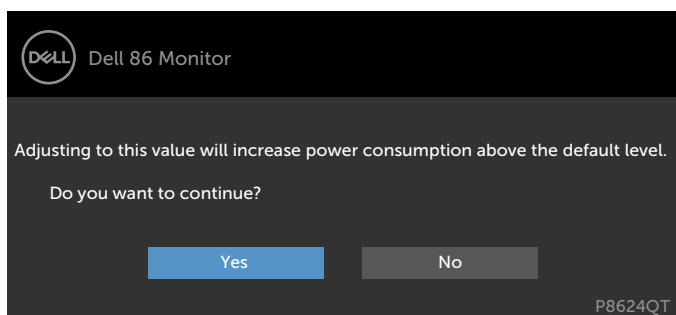 DELL
Dell 86 Monitor
Adjusting to this value will increase power consumption above the default level.
Do you want to continue?
Yes
No
P8624QT